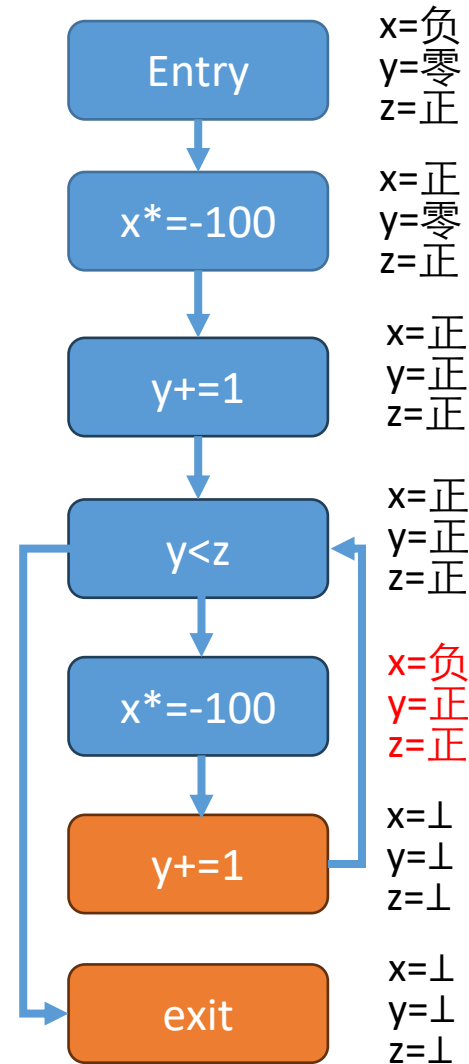 Entry
x=负
y=零
z=正
x*=-100
x=正
y=零
z=正
y+=1
x=正
y=正
z=正
y<z
x=正
y=正
z=正
x*=-100
x=负
y=正
z=正
y+=1
x=⊥
y=⊥
z=⊥
exit
x=⊥
y=⊥
z=⊥